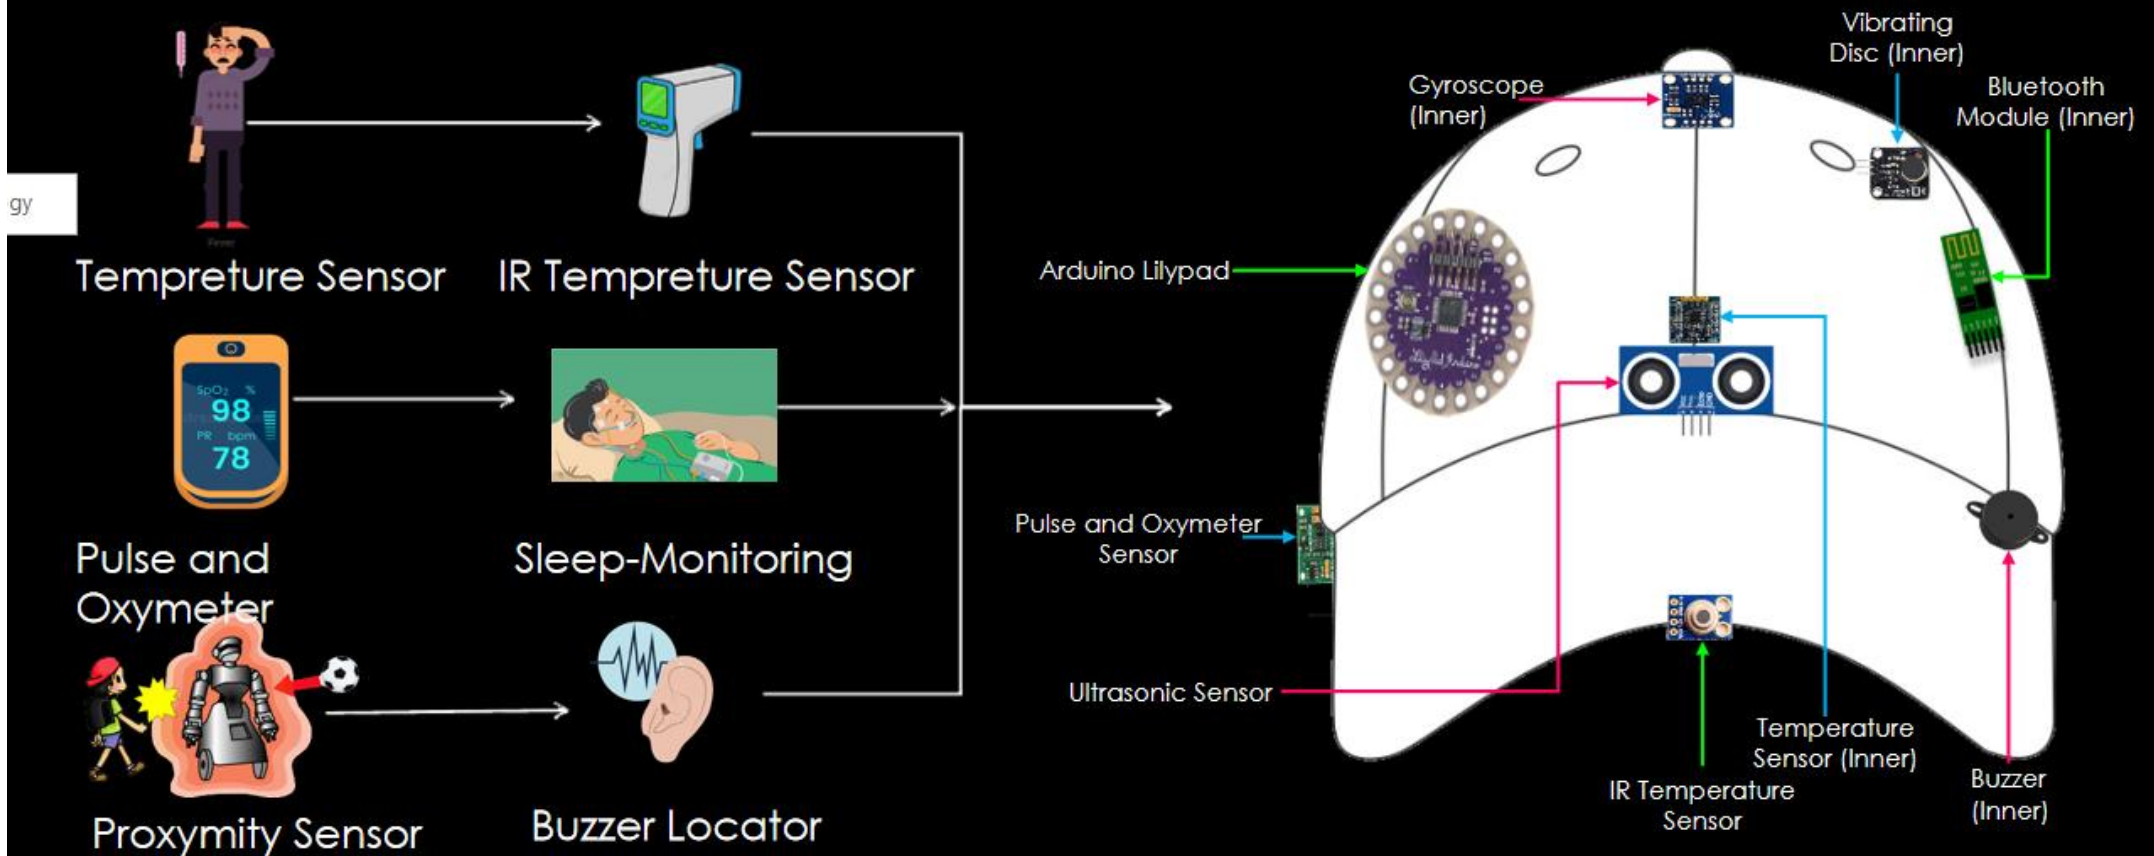 gy
Fever
Tempreture Sensor
IR Tempreture Sensor
SpO2 %
98
PR bpm
78
Pulse and
Oxymeter
Sleep-Monitoring
Proxymity Sensor
Buzzer Locator
Vibrating
Disc (Inner)
Gyroscope
(Inner)
Bluetooth
Module (Inner)
Arduino Lilypad
Pulse and Oxymeter
Sensor
Ultrasonic Sensor
Temperature
Sensor (Inner)
IR Temperature
Sensor
Buzzer
(Inner)